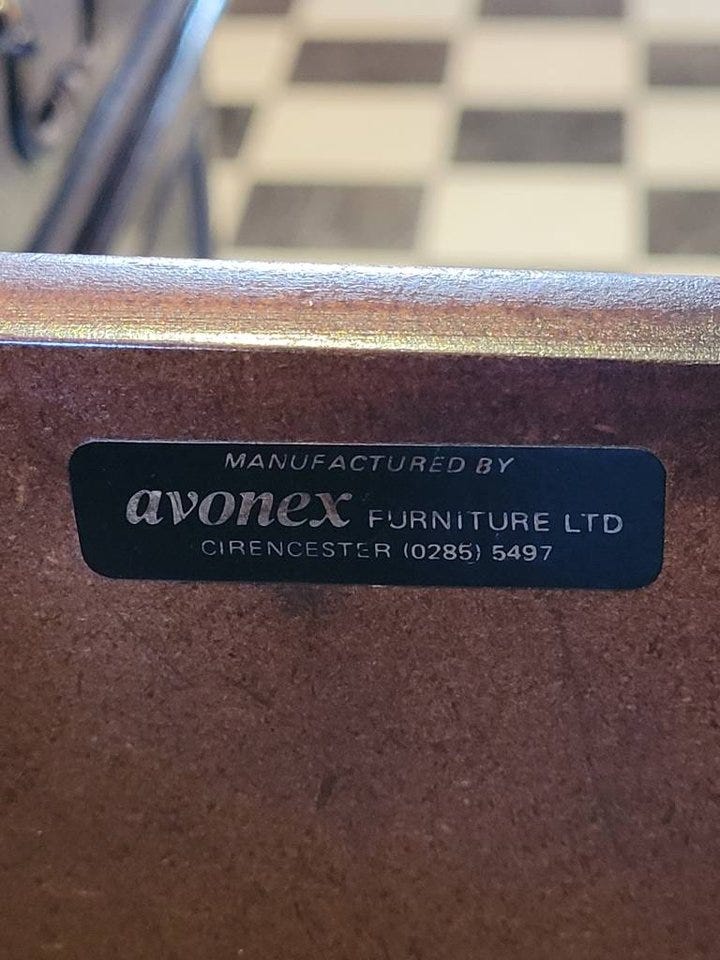 MANUFACTURED BY
avonex FURNITURE LTD
CIRENCESTER (0285) 5497